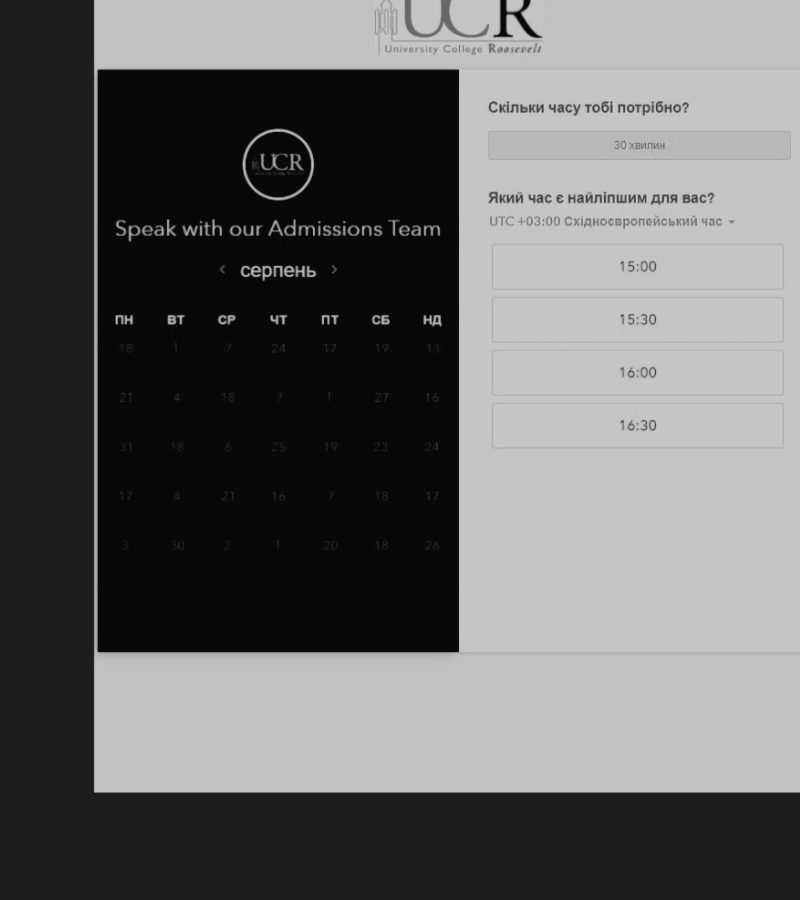 UCR
University College Roosevelt
UCR
Speak with our Admissions Team
серпень
ПН ВТ СР ЧТ ПТ СБ НД
18 1 7 24 17 19 13
21 4 18 7 1 27 16
31 18 6 25 19 23 24
17 4 21 16 7 18 17
3 30 2 1 20 18 26
Скільки часу тобі потрібно?
30 хвилин
Який час є найліпшим для вас?
UTC +03:00 Східноєвропейський час
15:00
15:30
16:00
16:30